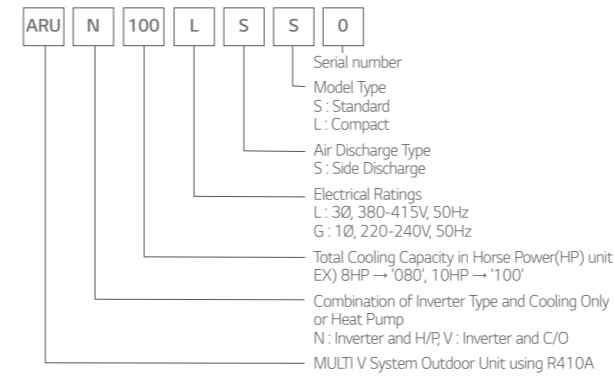 ARU N 100 L S S 0
Serial number
Model Type
S : Standard
L : Compact
Air Discharge Type
S : Side Discharge
Electrical Ratings
L : 3Ø, 380-415V, 50Hz
G : 1Ø, 220-240V, 50Hz
Total Cooling Capacity in Horse Power(HP) unit
EX) 8HP → '080', 10HP → '100'
Combination of Inverter Type and Cooling Only
or Heat Pump
N : Inverter and H/P, V : Inverter and C/O
MULTI V System Outdoor Unit using R410A